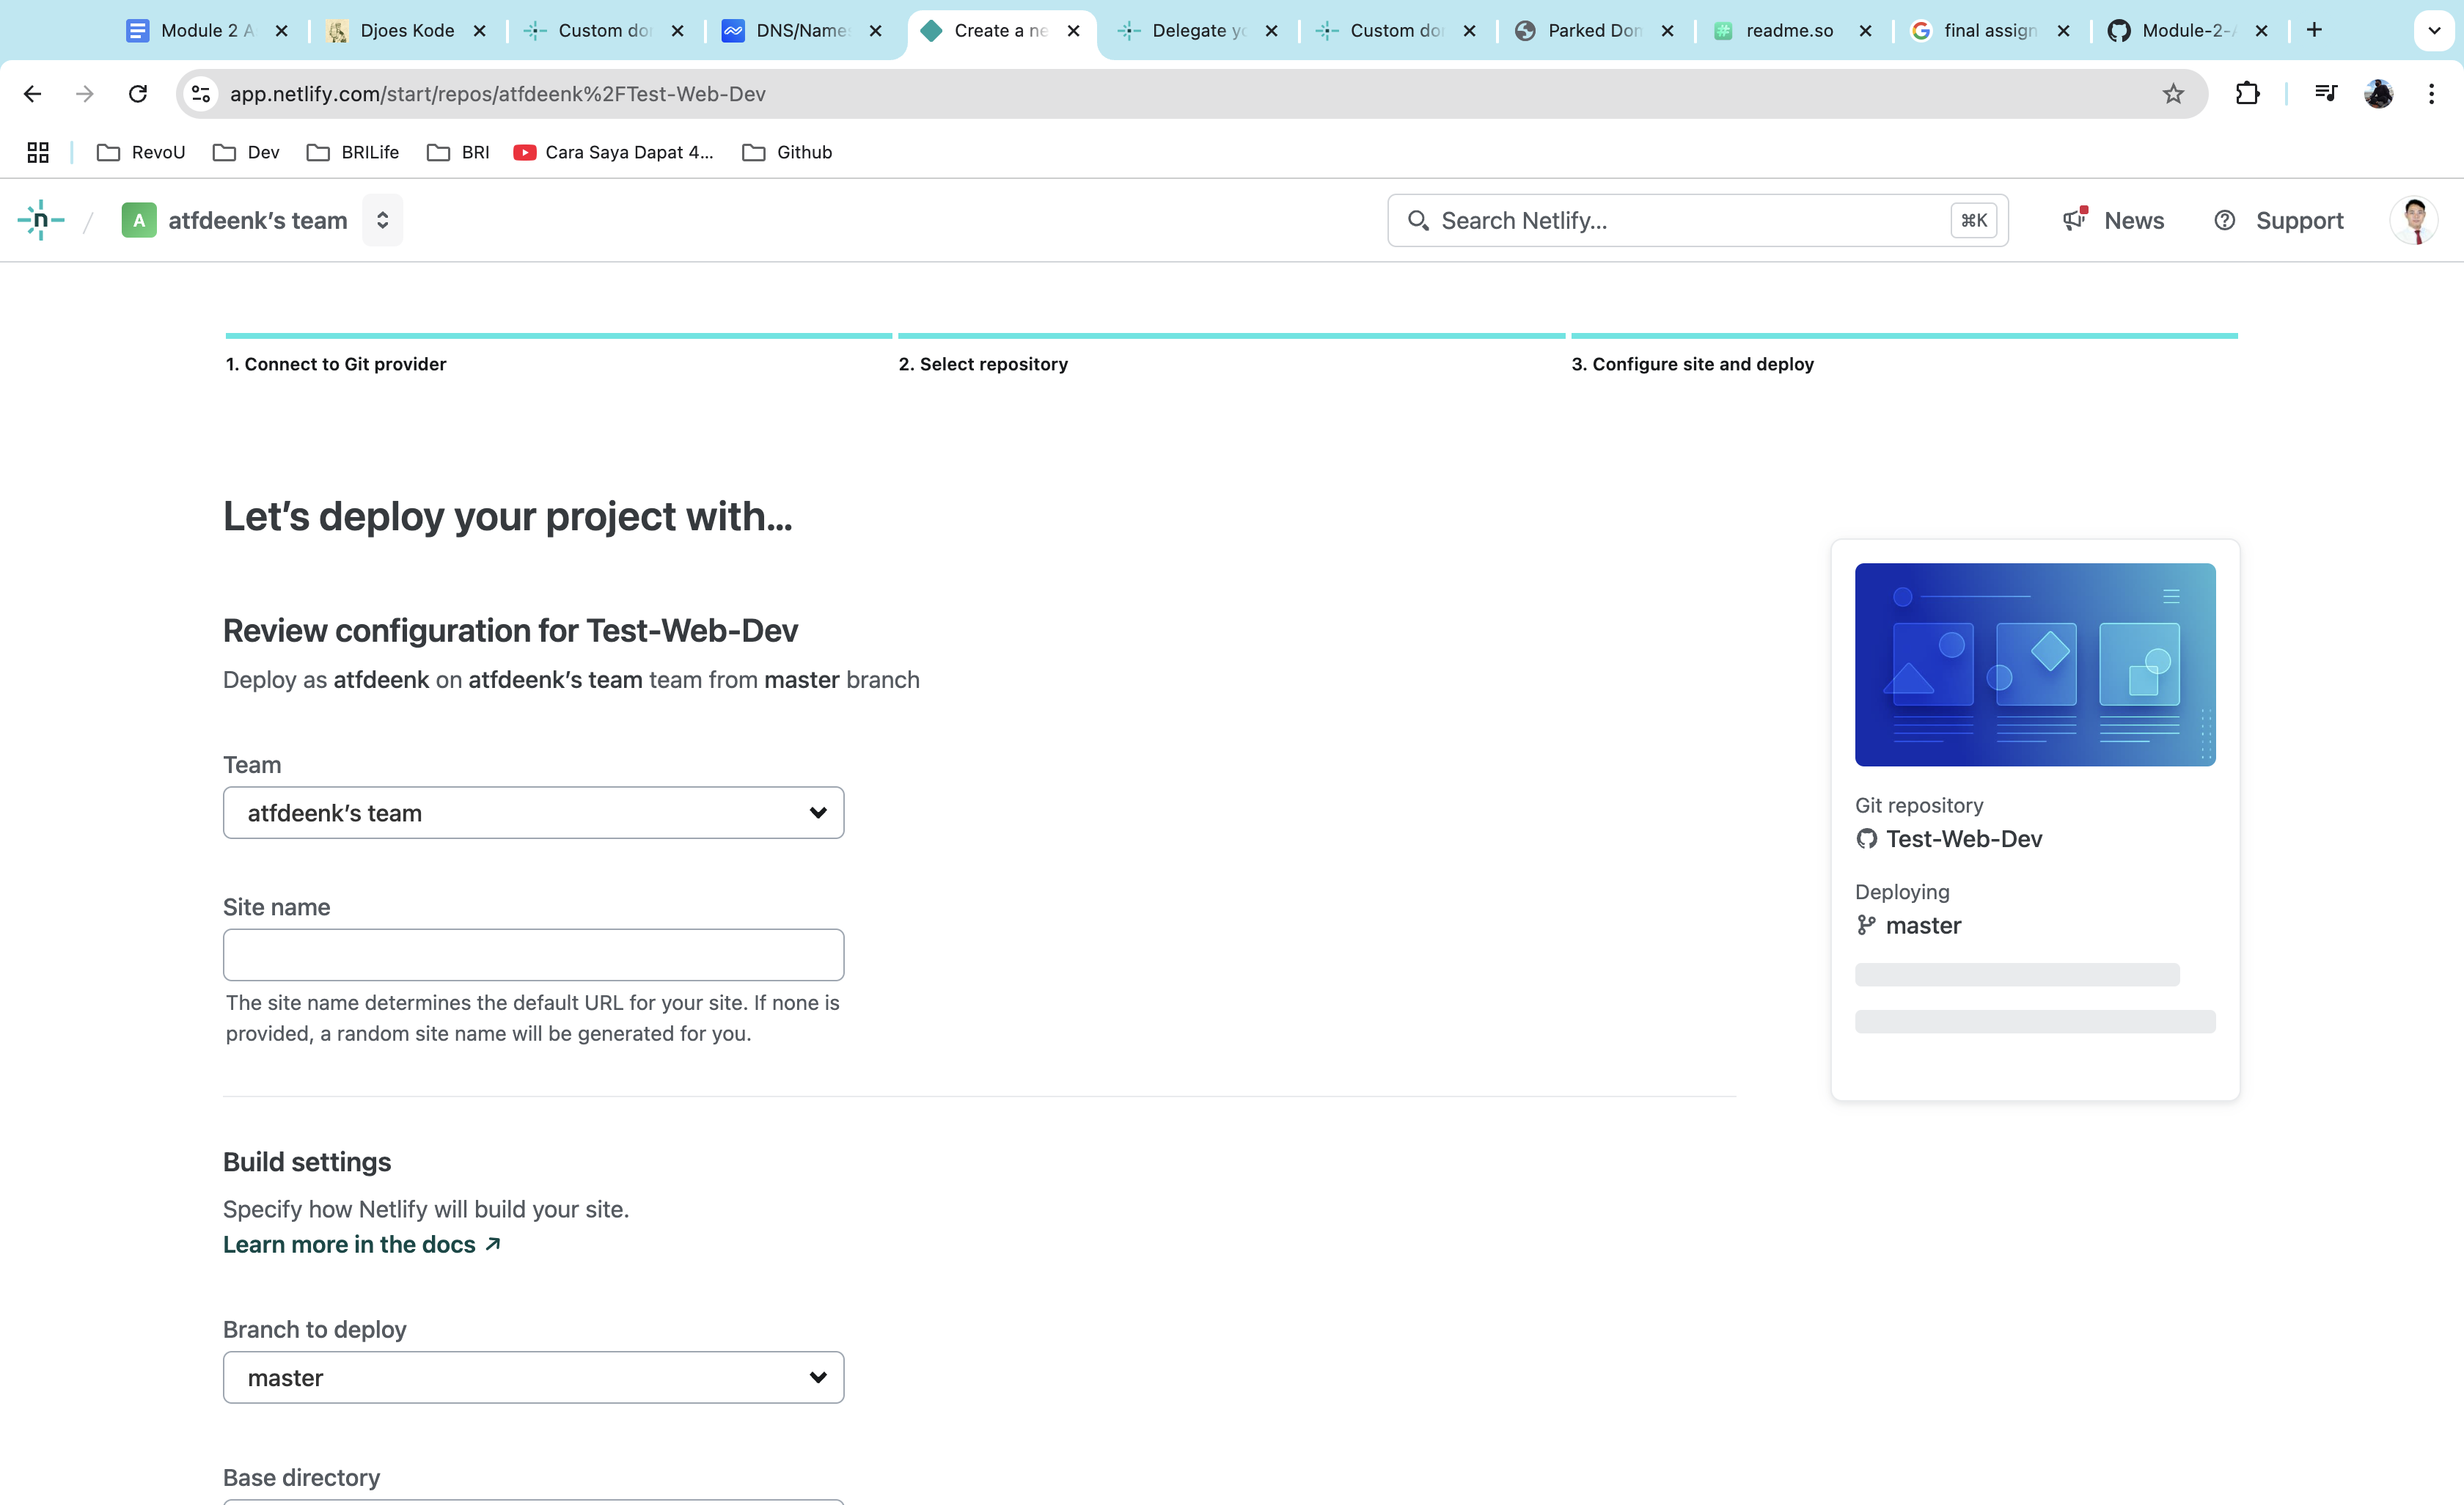 Module 2 A
Djoes Kode
Custom do
DNS/Name
Create a ne
Delegate yo
Custom do
Parked Dom
readme.so
final assign
Module-2-
app.netlify.com/start/repos/atfdeenk%2FTest-Web-Dev
RevoU
Dev
BRILife
BRI
Cara Saya Dapat 4...
Github
n
A
atfdeenk’s team
Search Netlify...
⌘K
News
Support
1. Connect to Git provider
2. Select repository
3. Configure site and deploy
Let’s deploy your project with...
Review configuration for Test-Web-Dev
Deploy as atfdeenk on atfdeenk’s team team from master branch
Team
atfdeenk’s team
Site name
The site name determines the default URL for your site. If none is
provided, a random site name will be generated for you.
Build settings
Specify how Netlify will build your site.
Learn more in the docs ↗
Branch to deploy
master
Base directory
Git repository
Test-Web-Dev
Deploying
master